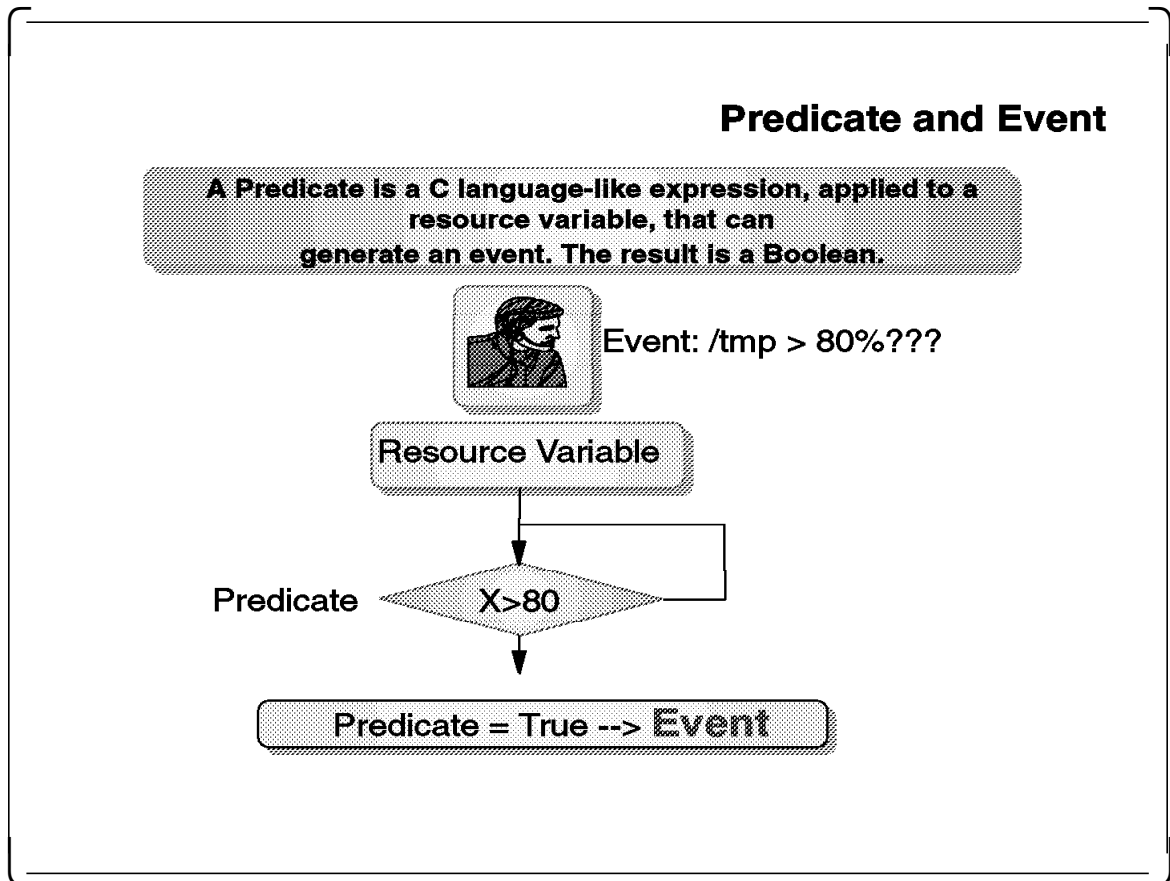 Predicate and Event
A Predicate is a C language-like expression, applied to a
resource variable, that can
generate an event. The result is a Boolean.
Event: /tmp > 80%???
Resource Variable
Predicate
X>80
Predicate = True --> Event